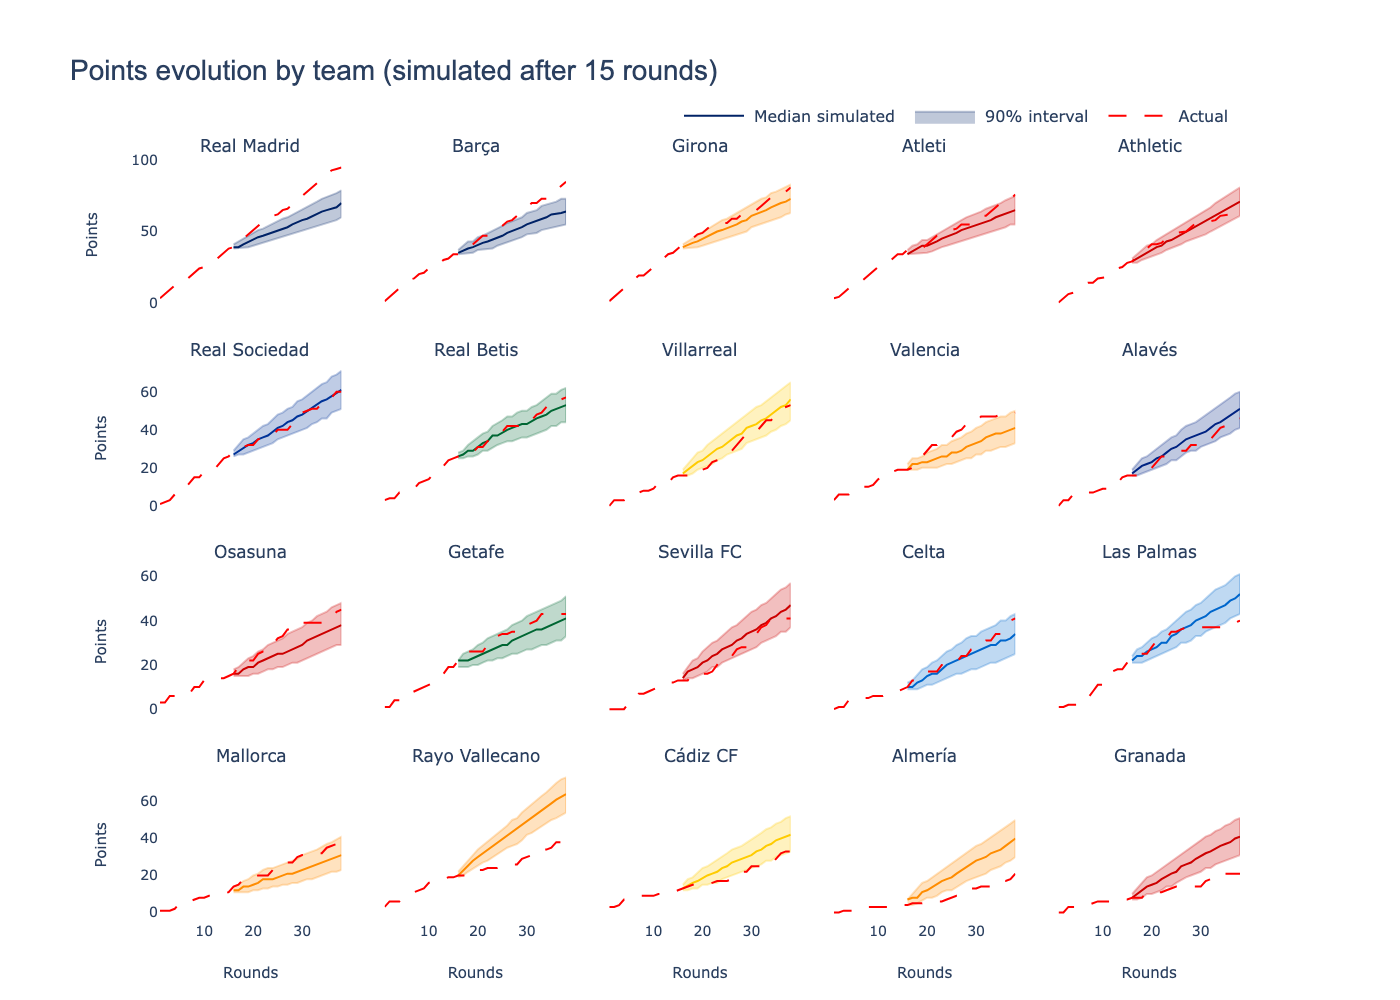 Points evolution by team (simulated after 15 rounds)
Median simulated 90% interval Actual
Real Madrid Barça Girona Atleti Athletic
100
50
0
Points
Real Sociedad Real Betis Villarreal Valencia Alavés
60
40
20
0
Points
Osasuna Getafe Sevilla FC Celta Las Palmas
60
40
20
0
Points
Mallorca Rayo Vallecano Cádiz CF Almería Granada
60
40
20
0
Points
10 20 30 10 20 30 10 20 30 10 20 30 10 20 30
Rounds Rounds Rounds Rounds Rounds